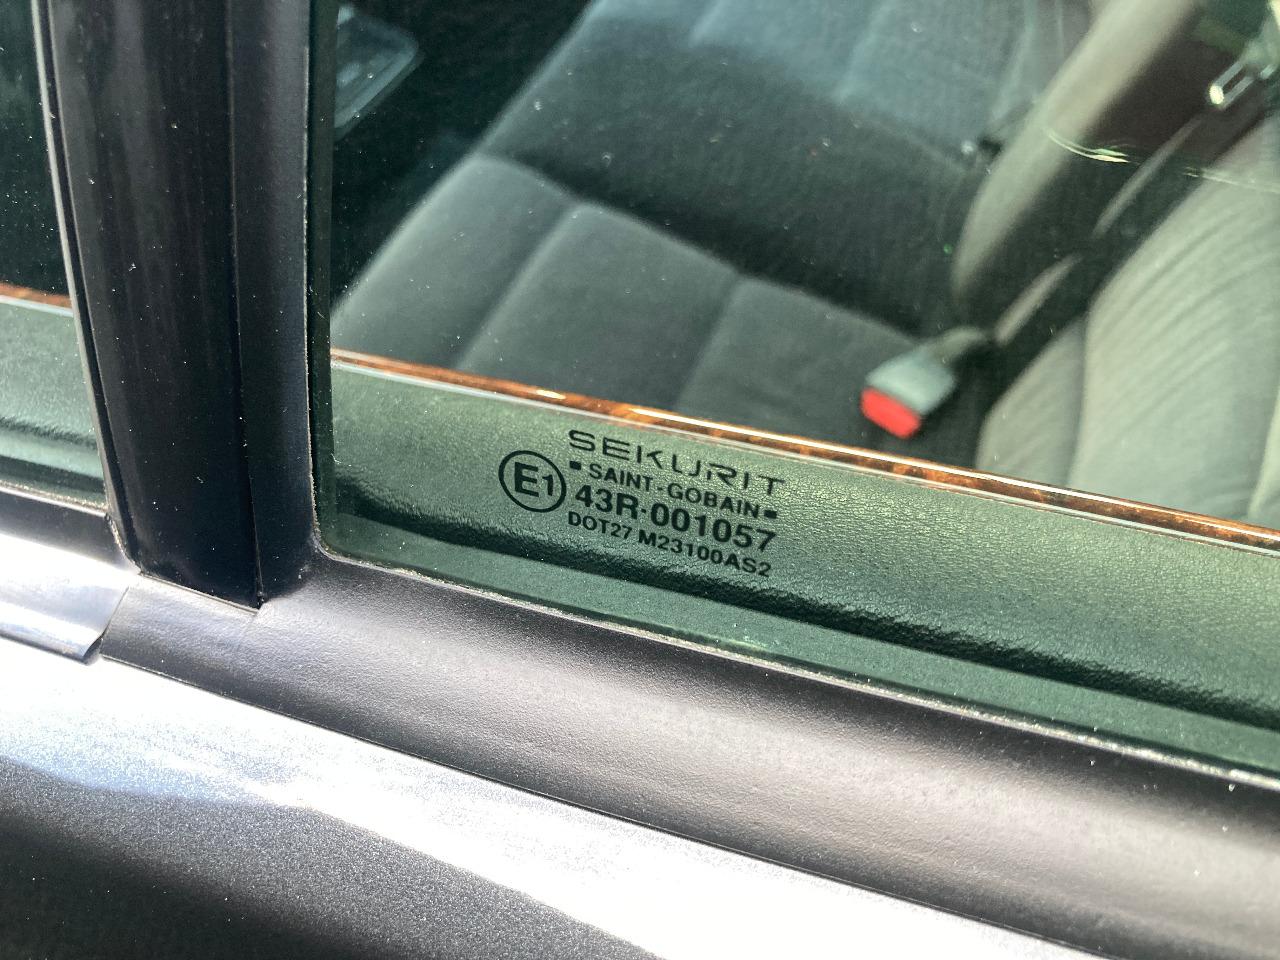 SEKURIT
SAINT-GOBAIN
E1
43R-001057
DOT27 M23100AS2